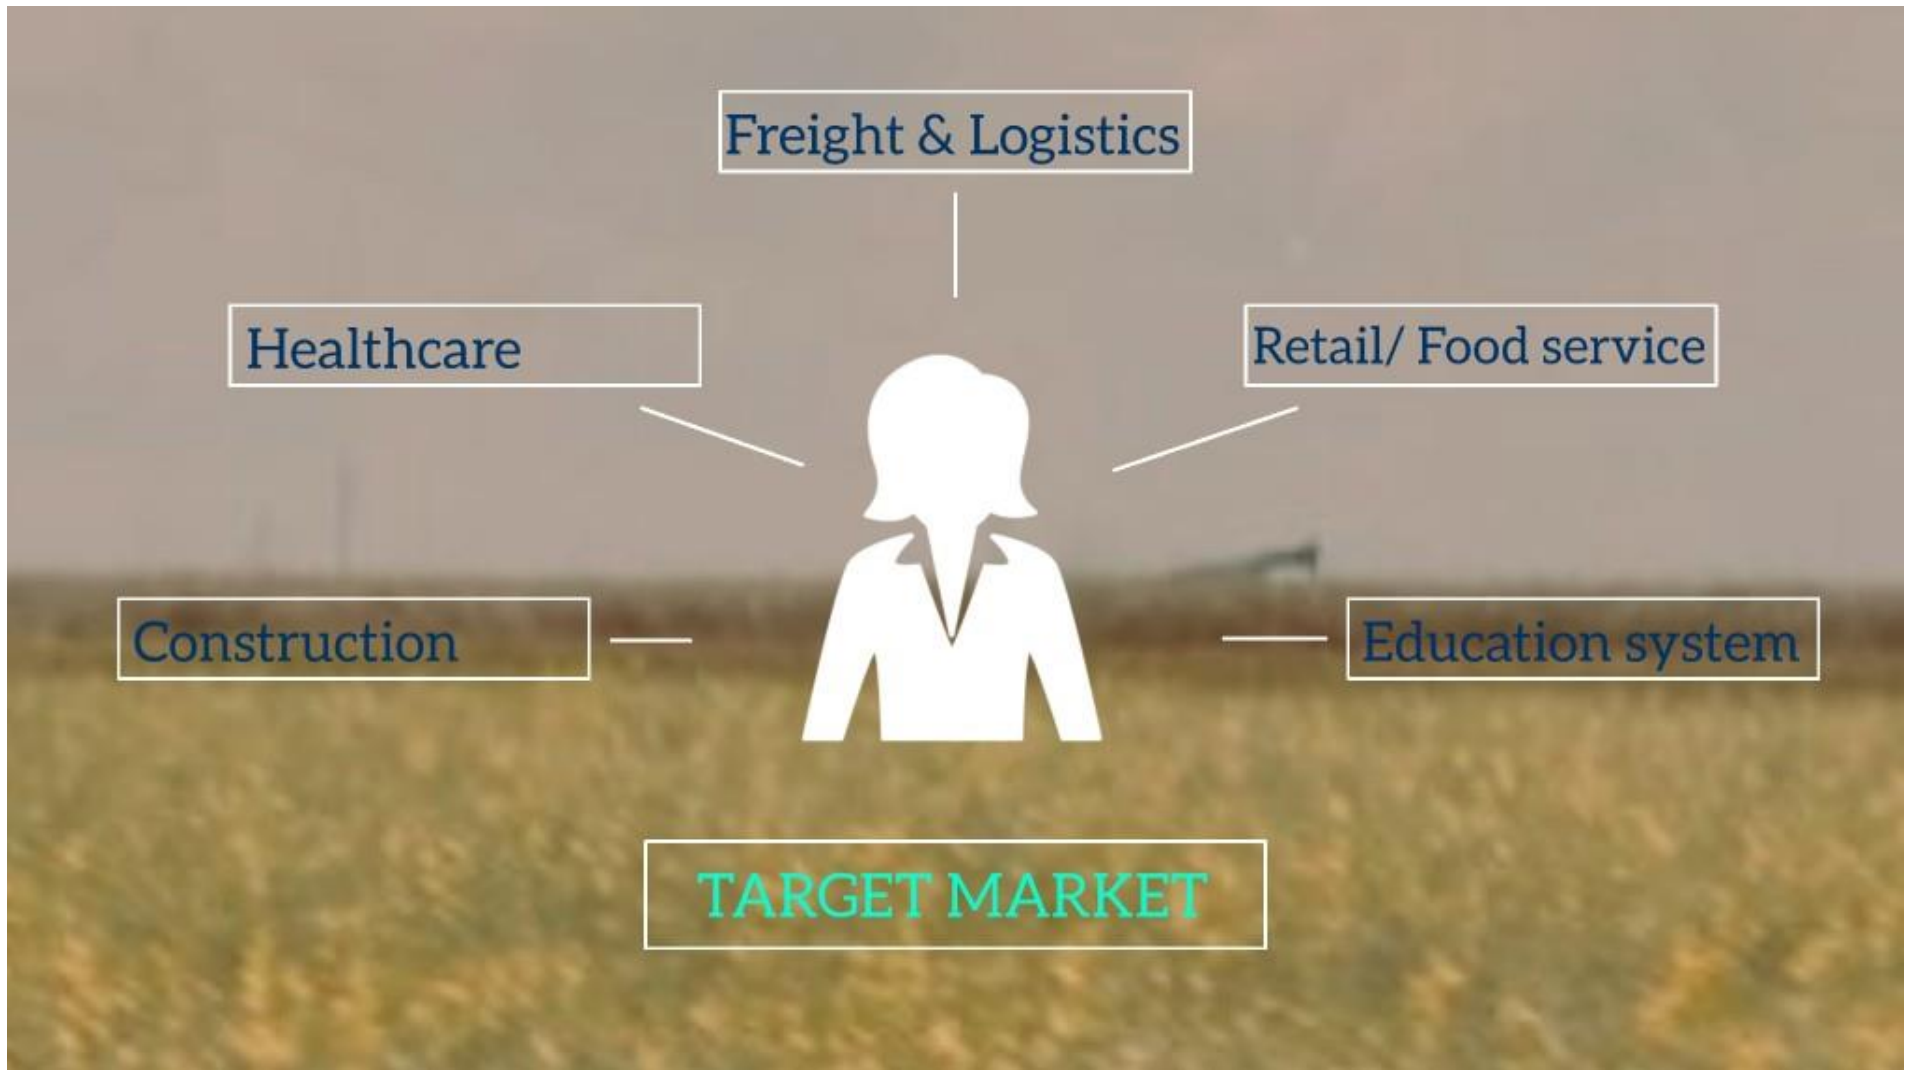 Freight & Logistics
Healthcare
Retail/ Food service
Construction
Education system
TARGET MARKET